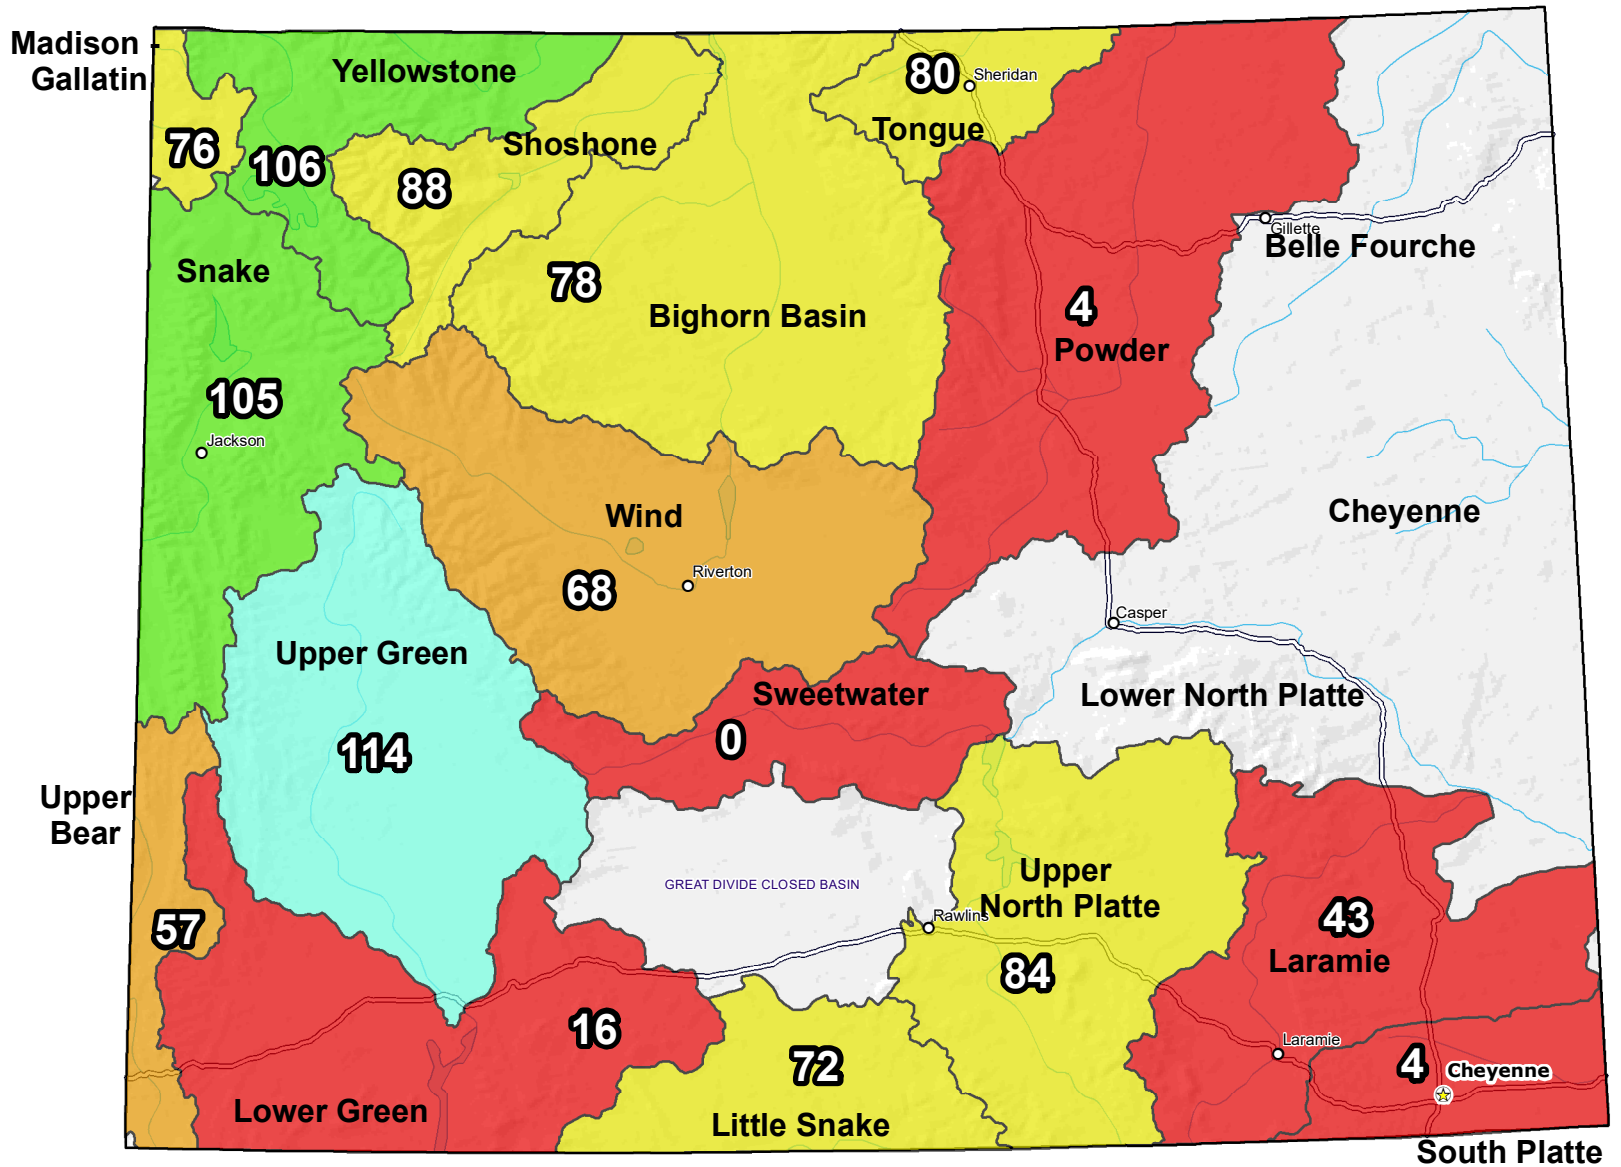 Madison -
Gallatin
Yellowstone
80
Sheridan
Tongue
Shoshone
76
106
88
Gillette
Belle Fourche
Snake
78
Bighorn Basin
4
Powder
105
Jackson
Wind
Cheyenne
68
Riverton
Casper
Upper Green
Sweetwater
Lower North Platte
0
114
Upper
Bear
GREAT DIVIDE CLOSED BASIN
Upper
North Platte
Rawlins
57
43
Laramie
84
16
Laramie
72
4
Cheyenne
Lower Green
Little Snake
South Platte